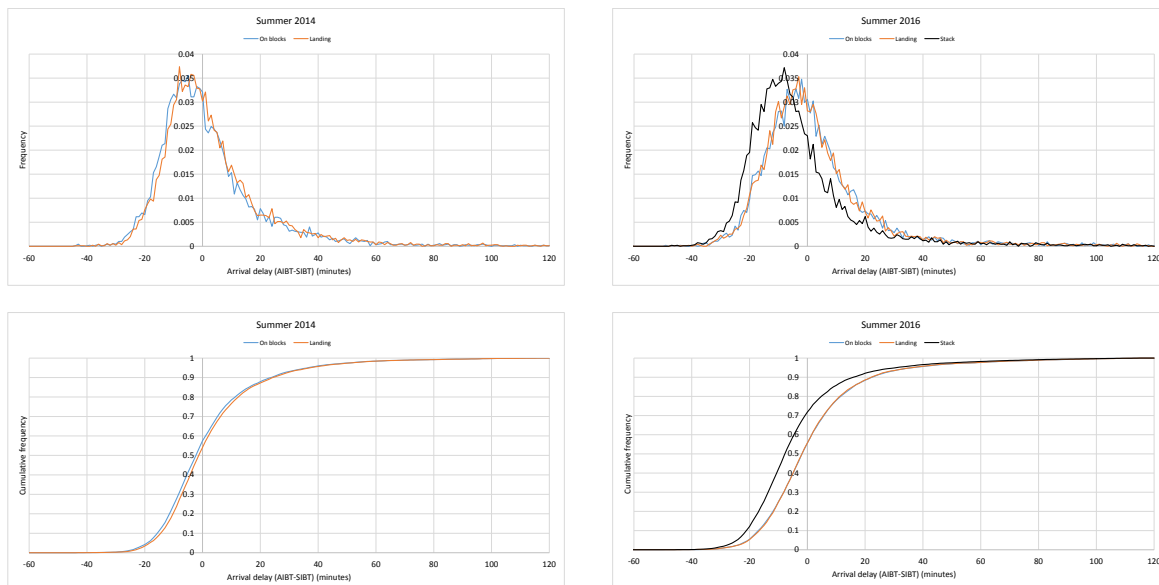 Summer 2014
On blocks Landing
Frequency
0.04
0.035
0.03
0.025
0.02
0.015
0.01
0.005
0
-60 -40 -20 0 20 40 60 80 100 120
Arrival delay (AIBT-SIBT) (minutes)
Summer 2016
On blocks Landing Stack
Frequency
0.04
0.035
0.03
0.025
0.02
0.015
0.01
0.005
0
-60 -40 -20 0 20 40 60 80 100 120
Arrival delay (AIBT-SIBT) (minutes)
Summer 2014
On blocks Landing
Cumulative frequency
1
0.9
0.8
0.7
0.6
0.5
0.4
0.3
0.2
0.1
0
-60 -40 -20 0 20 40 60 80 100 120
Arrival delay (AIBT-SIBT) (minutes)
Summer 2016
On blocks Landing Stack
Cumulative frequency
1
0.9
0.8
0.7
0.6
0.5
0.4
0.3
0.2
0.1
0
-60 -40 -20 0 20 40 60 80 100 120
Arrival delay (AIBT-SIBT) (minutes)